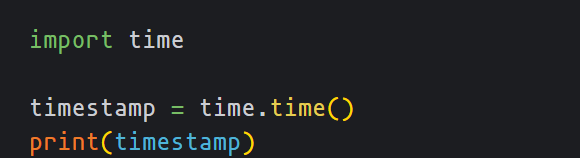 import time
timestamp = time.time()
print(timestamp)